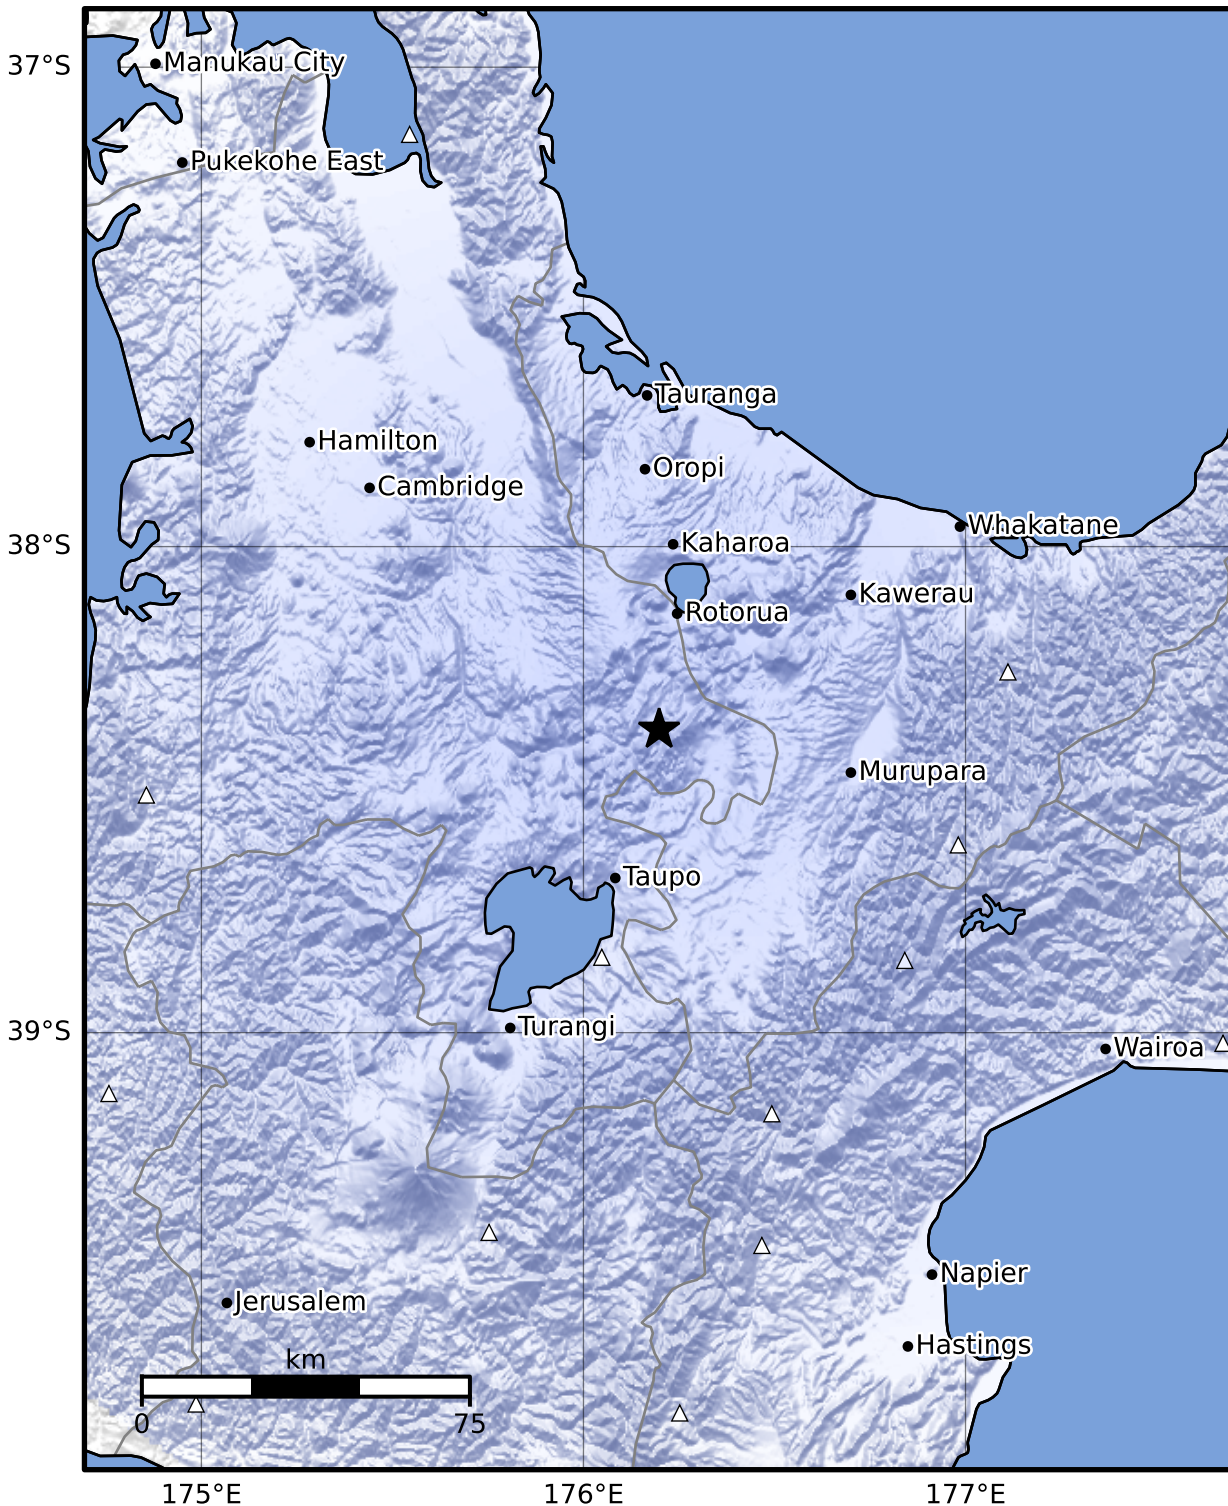 37°S
Manukau City
Pukekohe East
Tauranga
Hamilton
Oropi
Cambridge
Whakatane
38°S
Kaharoa
Kawerau
Rotorua
Murupara
Taupo
39°S
Turangi
Wairoa
Napier
Jerusalem
Hastings
km
0 75
175°E 176°E 177°E